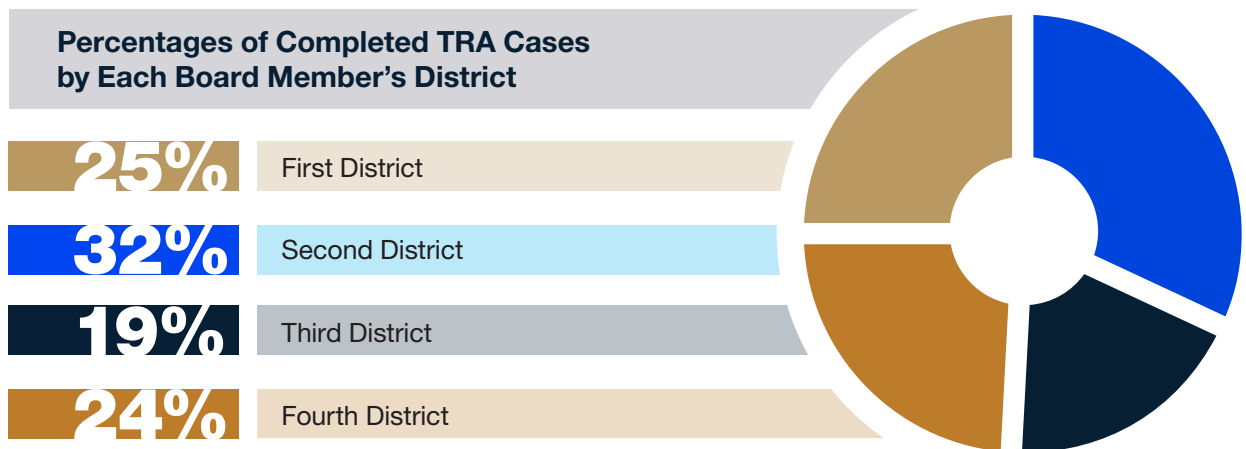 Percentages of Completed TRA Cases
by Each Board Member’s District
25% First District
32% Second District
19% Third District
24% Fourth District